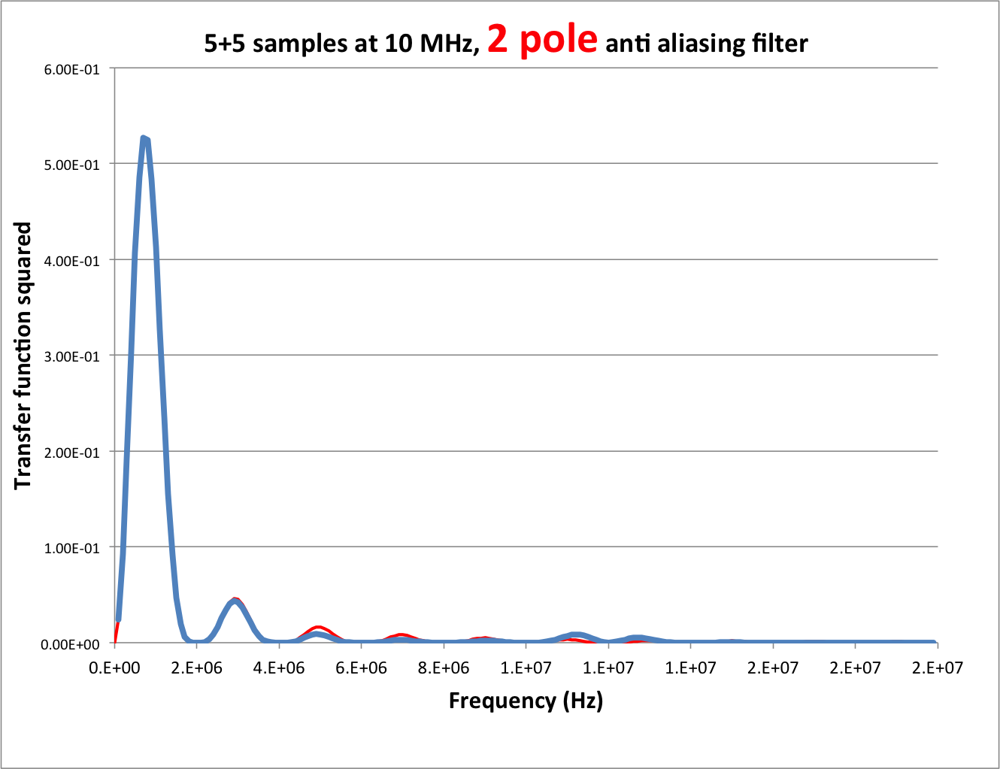 5+5 samples at 10 MHz, 2 pole anti aliasing filter
Transfer function squared
6.00E-01
5.00E-01
4.00E-01
3.00E-01
2.00E-01
1.00E-01
0.00E+00
0.E+00 2.E+06 4.E+06 6.E+06 8.E+06 1.E+07 1.E+07 1.E+07 2.E+07 2.E+07 2.E+07
Frequency (Hz)